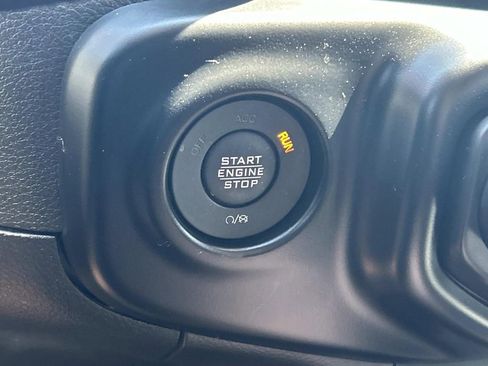 ACC
OFF
RUN
START
ENGINE
STOP